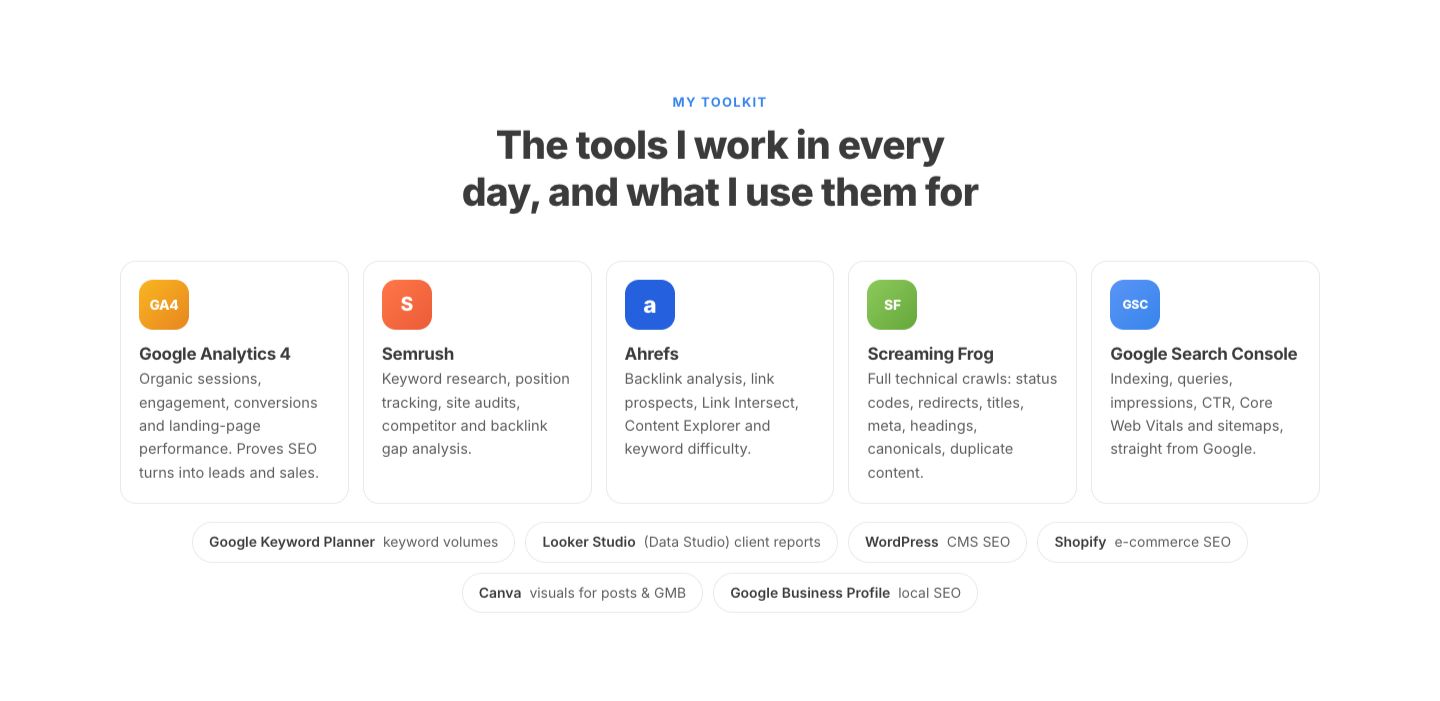 MY TOOLKIT
The tools I work in every
day, and what I use them for
GA4
Google Analytics 4
Organic sessions,
engagement, conversions
and landing-page
performance. Proves SEO
turns into leads and sales.
S
Semrush
Keyword research, position
tracking, site audits,
competitor and backlink
gap analysis.
a
Ahrefs
Backlink analysis, link
prospects, Link Intersect,
Content Explorer and
keyword difficulty.
SF
Screaming Frog
Full technical crawls: status
codes, redirects, titles,
meta, headings,
canonicals, duplicate
content.
GSC
Google Search Console
Indexing, queries,
impressions, CTR, Core
Web Vitals and sitemaps,
straight from Google.
Google Keyword Planner keyword volumes
Looker Studio (Data Studio) client reports
WordPress CMS SEO
Shopify e-commerce SEO
Canva visuals for posts & GMB
Google Business Profile local SEO